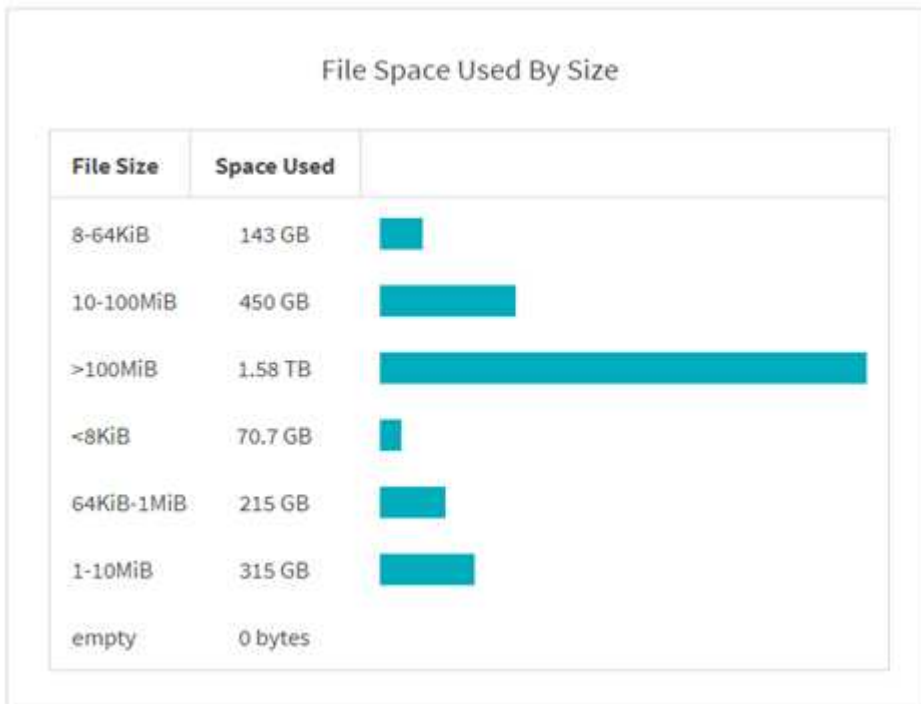 File Space Used By Size
File Size Space Used
8-64KiB 143 GB
10-100MiB 450 GB
>100MiB 1.58 TB
<8KiB 70.7 GB
64KiB-1MiB 215 GB
1-10MiB 315 GB
empty 0 bytes